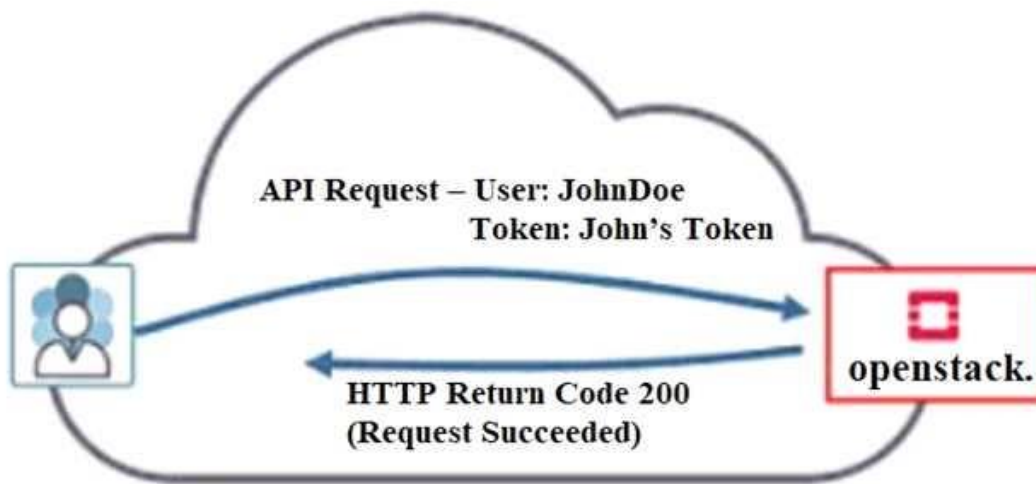 API Request – User: JohnDoe
Token: John’s Token
openstack.
HTTP Return Code 200
(Request Succeeded)